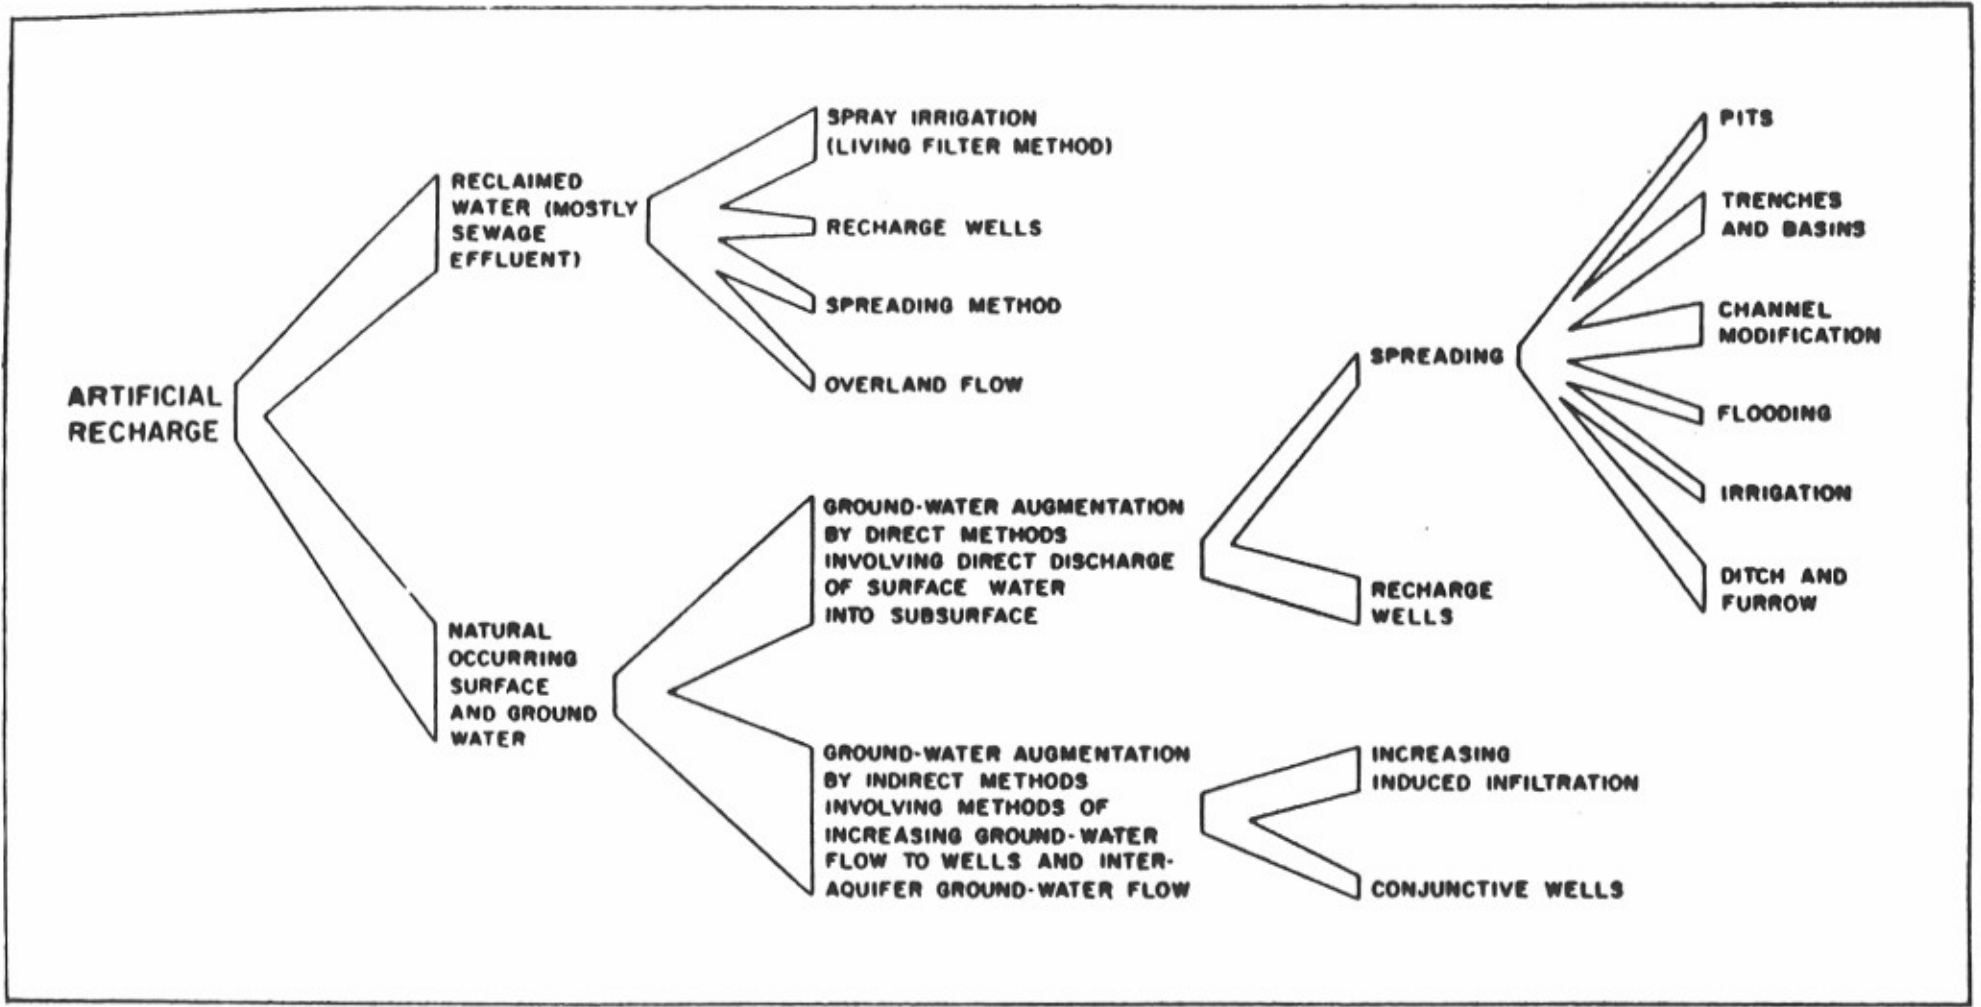 ARTIFICIAL
RECHARGE
RECLAIMED
WATER (MOSTLY
SEWAGE
EFFLUENT)
NATURAL
OCCURRING
SURFACE
AND GROUND
WATER
SPRAY IRRIGATION
(LIVING FILTER METHOD)
RECHARGE WELLS
SPREADING METHOD
OVERLAND FLOW
GROUND-WATER AUGMENTATION
BY DIRECT METHODS
INVOLVING DIRECT DISCHARGE
OF SURFACE WATER
INTO SUBSURFACE
GROUND-WATER AUGMENTATION
BY INDIRECT METHODS
INVOLVING METHODS OF
INCREASING GROUND-WATER
FLOW TO WELLS AND INTER-
AQUIFER GROUND-WATER FLOW
SPREADING
RECHARGE
WELLS
INCREASING
INDUCED INFILTRATION
CONJUNCTIVE WELLS
PITS
TRENCHES
AND BASINS
CHANNEL
MODIFICATION
FLOODING
IRRIGATION
DITCH AND
FURROW